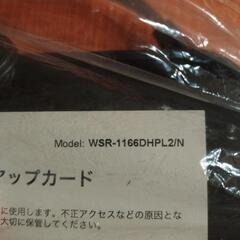 Model: WSR-1166DHPL2/N
アップカード
に使用します。不正アクセスなどの原因とな
大切に保管してください。